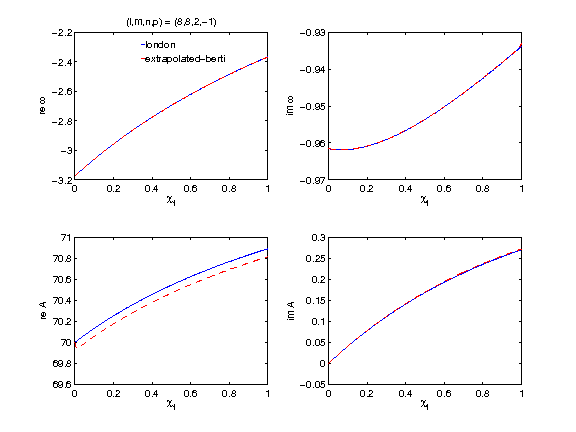 (l,m,n,p) = (8,8,2,−1)
london
extrapolated−berti
re ω
−2.2
−2.4
−2.6
−2.8
−3
−3.2
0 0.2 0.4 0.6 0.8 1
χf
im ω
−0.93
−0.94
−0.95
−0.96
−0.97
0 0.2 0.4 0.6 0.8 1
χf
re A
71
70.8
70.6
70.4
70.2
70
69.8
69.6
0 0.2 0.4 0.6 0.8 1
χf
im A
0.3
0.25
0.2
0.15
0.1
0.05
0
−0.05
0 0.2 0.4 0.6 0.8 1
χf